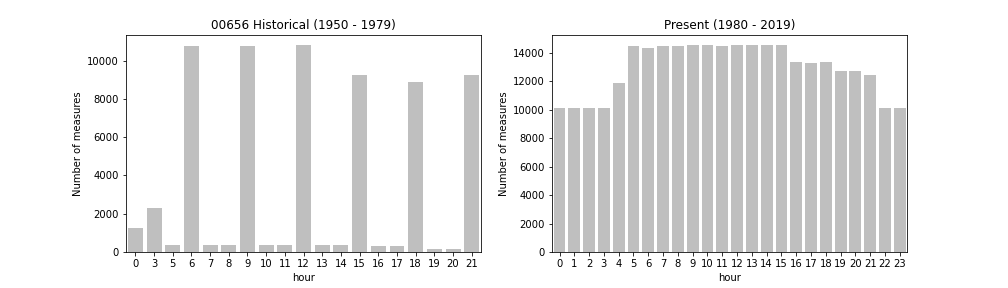 00656 Historical (1950 - 1979)
Number of measures
10000
8000
6000
4000
2000
0
0 3 5 6 7 8 9 10 11 12 13 14 15 16 17 18 19 20 21
hour
Present (1980 - 2019)
Number of measures
14000
12000
10000
8000
6000
4000
2000
0
0 1 2 3 4 5 6 7 8 9 10 11 12 13 14 15 16 17 18 19 20 21 22 23
hour